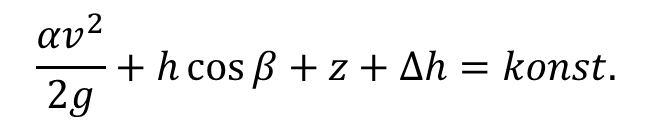 αv²/2g + h cos β + z + Δh = konst.